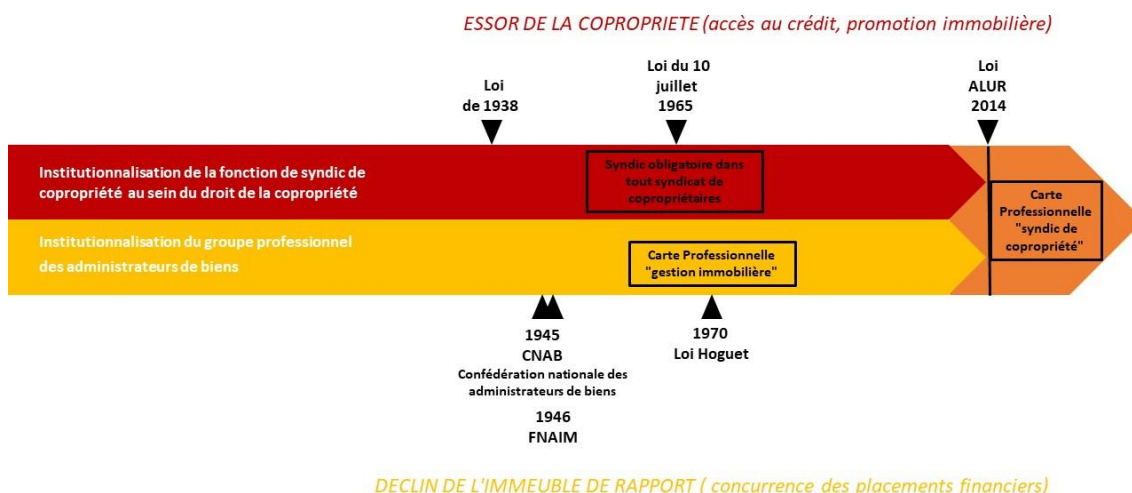 ESSOR DE LA COPROPRIETE (accès au crédit, promotion immobilière)
Loi
de 1938
Loi du 10
juillet
1965
Loi
ALUR
2014
Institutionnalisation de la fonction de syndic de
copropriété au sein du droit de la copropriété
Syndic obligatoire dans
tout syndicat de
copropriétaires
Carte
Professionnelle
"syndic de
copropriété"
Institutionnalisation du groupe professionnel
des administrateurs de biens
Carte Professionnelle
"gestion immobilière"
1945
CNAB
Confédération nationale des
administrateurs de biens
1946
FNAIM
1970
Loi Hoguet
DECLIN DE L'IMMEUBLE DE RAPPORT ( concurrence des placements financiers)